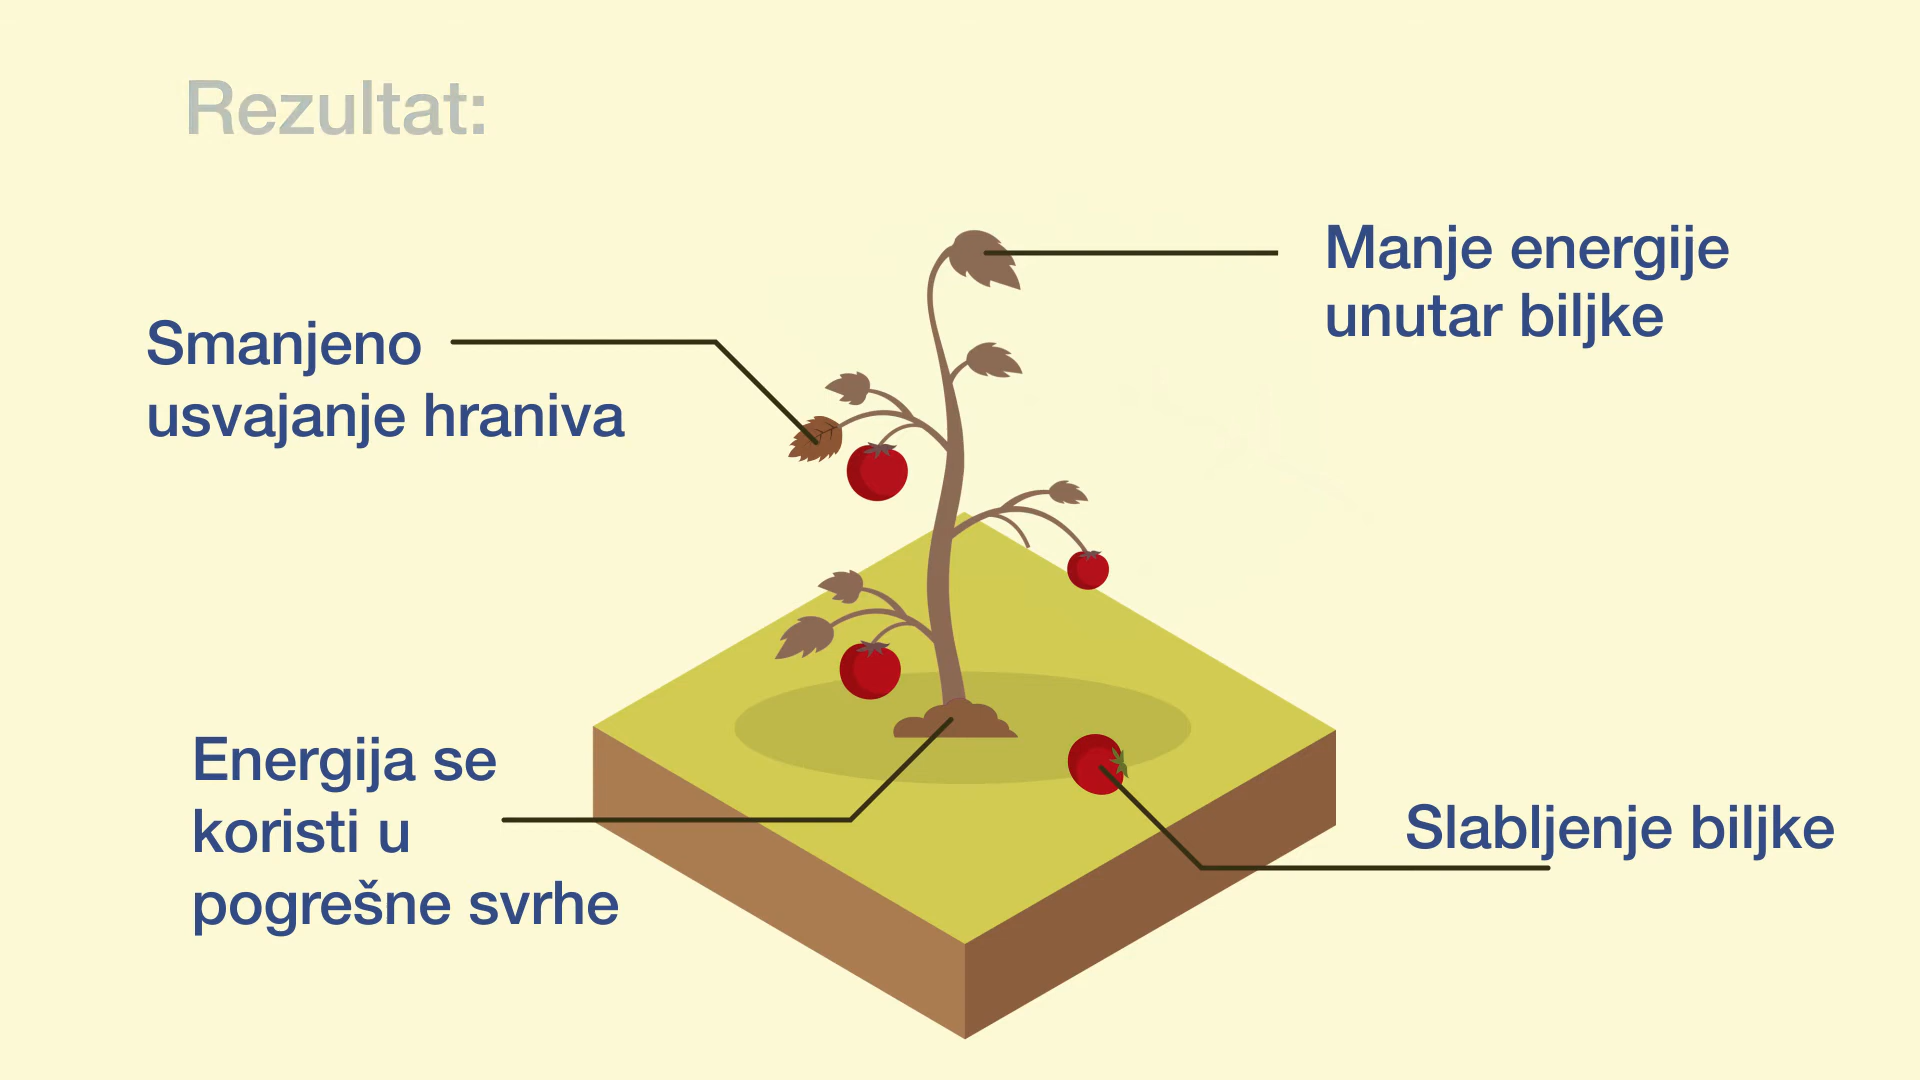 Rezultat:
Manje energije
unutar biljke
Smanjeno
usvajanje hraniva
Energija se
koristi u
pogrešne svrhe
Slabljenje biljke